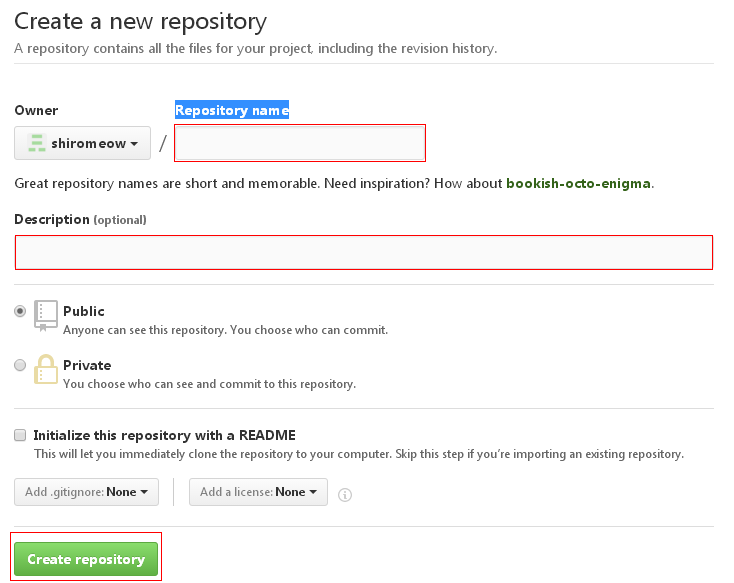 Create a new repository
A repository contains all the files for your project, including the revision history.
Owner Repository name
shiromeow /
Great repository names are short and memorable. Need inspiration? How about bookish-octo-enigma.
Description (optional)
Public
Anyone can see this repository. You choose who can commit.
Private
You choose who can see and commit to this repository.
Initialize this repository with a README
This will let you immediately clone the repository to your computer. Skip this step if you're importing an existing repository.
Add .gitignore: None Add a license: None
Create repository